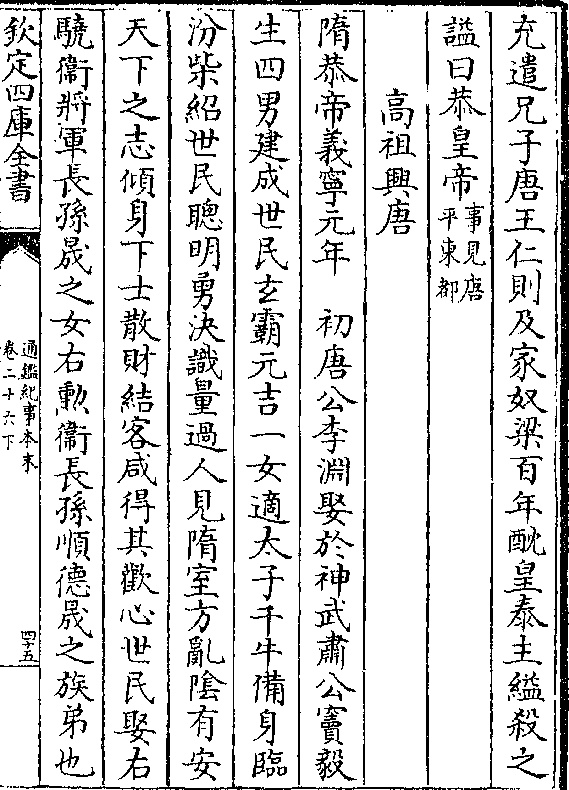 充遣兄子唐王仁則及家奴梁百年酖皇泰主縊殺之
諡曰恭皇帝事見唐平東都
高祖興唐
隋恭帝義寧元年　初唐公李淵娶於神武肅公竇毅
生四男建成世民玄霸元吉一女適太子千牛備身臨
汾柴紹世民聰明勇決識量過人見隋室方亂陰有安
天下之志傾身下士散財結客咸得其歡心世民娶右
驍衞將軍長孫晟之女右勲衞長孫順德晟之族弟也
欽定四庫全書
通鑑紀事本末
卷二十六下
四十五